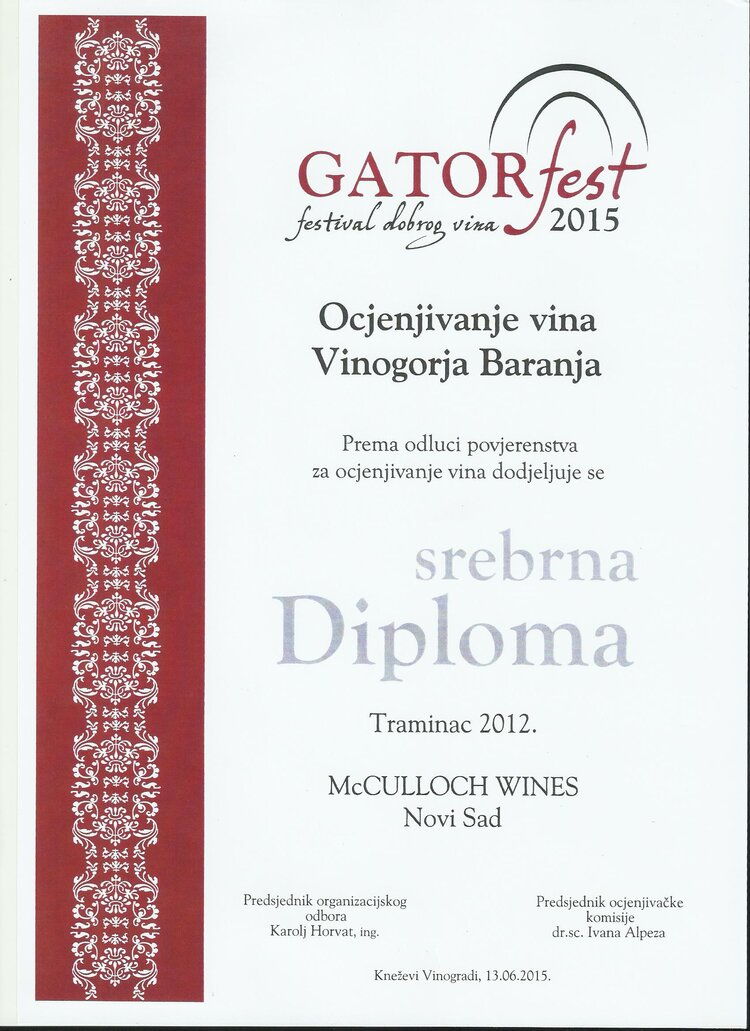 GATORfest
festival dobrog vina 2015
Ocjenjivanje vina
Vinogorja Baranja
Prema odluci povjerenstva
za ocjenjivanje vina dodjeljuje se
srebrna
Diploma
Traminac 2012.
McCULLOCH WINES
Novi Sad
Predsjednik organizacijskog
odbora
Karolj Horvat, ing.
Predsjednik ocjenjivačke
komisije
dr.sc. Ivana Alpeza
Kneževi Vinogradi, 13.06.2015.